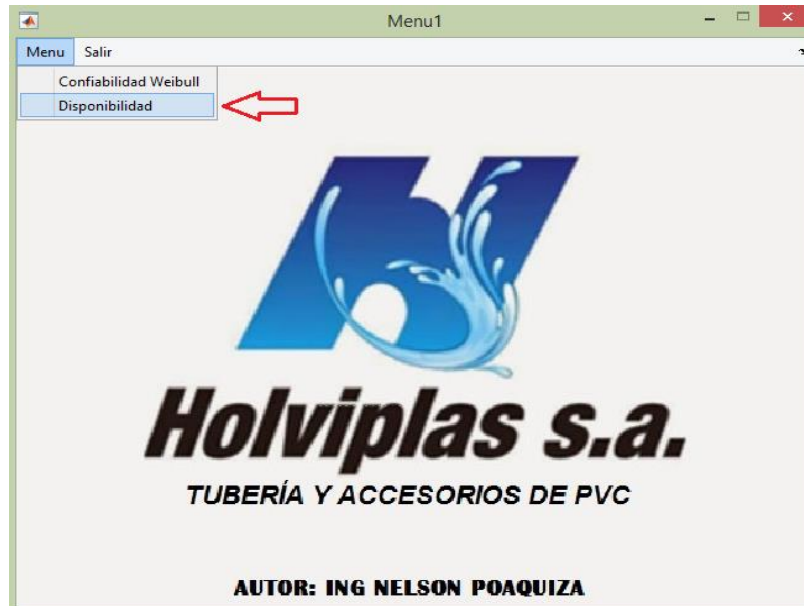 Menu1
Menu Salir
Confiabilidad Weibull
Disponibilidad
Holviplas s.a.
TUBERÍA Y ACCESORIOS DE PVC
AUTOR: ING NELSON POAQUIZA